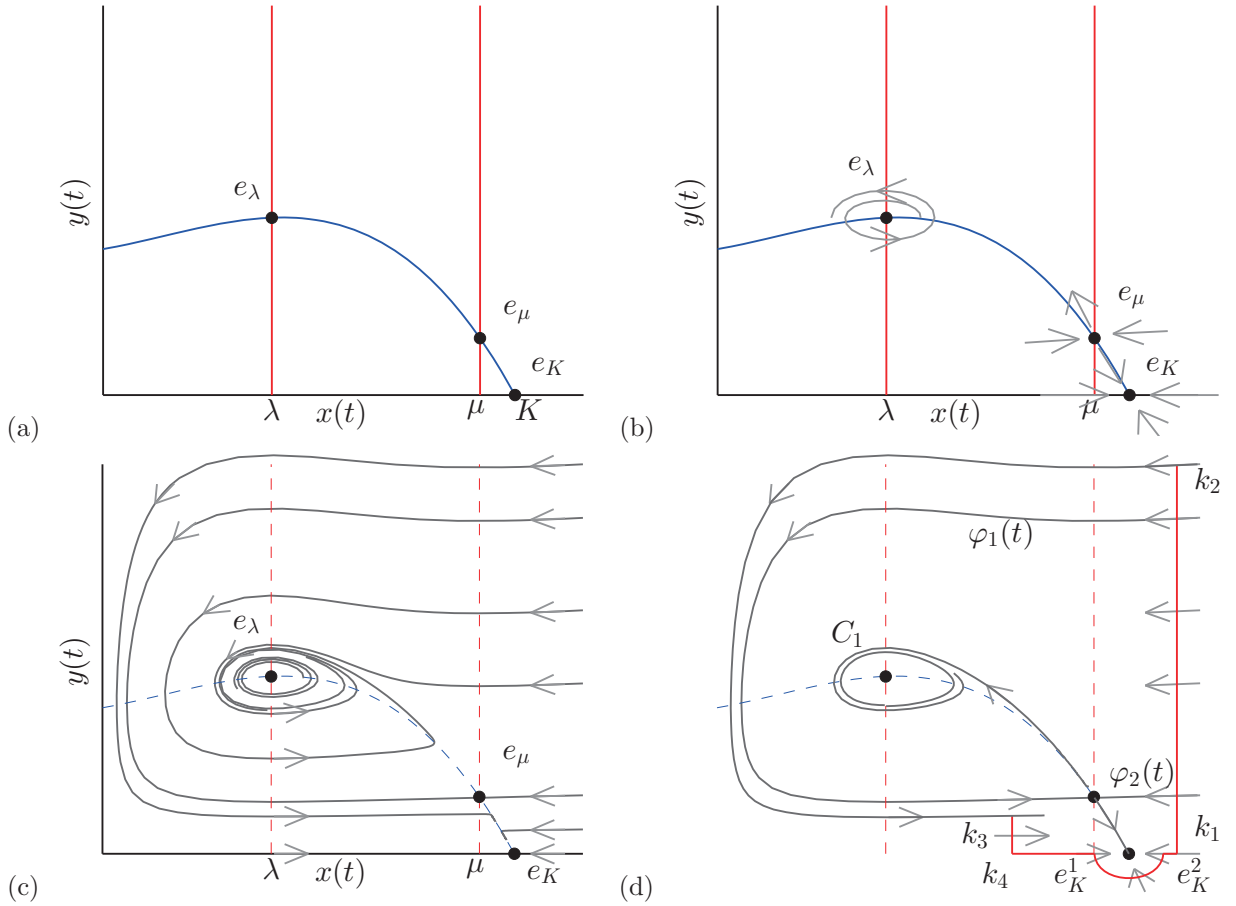 y(t)
e_λ
e_μ
e_K
λ
x(t)
μ
K
(a)
y(t)
e_λ
e_μ
e_K
λ
x(t)
μ
(b)
y(t)
e_λ
e_μ
λ
x(t)
μ
e_K
(c)
k_2
φ_1(t)
C_1
φ_2(t)
k_3
k_1
k_4
e_K^1
e_K^2
(d)